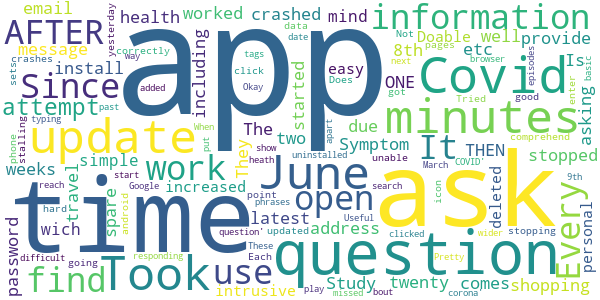 email
health
worked
crashed
mind
information
yesterday
AFTER
data
Not
Doable
well
message
correctly
8th
pages
etc
provide
crashes
install
way
including
tags
date
Is
Since
Covid
sets
started
click
browser
episodes
basic
added
app
easy
Does
ONE
next
attempt
past
Okay
got
Tried
good
enter
asking
typing
When
The
due
minutes
update
put
two
Symptom
It
THEN
stopped
phone
stalling
simple
They
show
apart
unable
COVID'
comprehend
weeks
work
heath
uninstalled
March
9th
reach
start
Google
June
search
icon
travel
increased
open
ask
deleted
Every
personal
hard
spare
point
phrases
Useful
time
wich
android
latest
updated
address
clicked
wider
stopping
password
question'
These
question
difficult
going
responding
Each
Study
twenty
comes
shopping
find
Took
use
Pretty
intrusive
play
missed
bout
corona